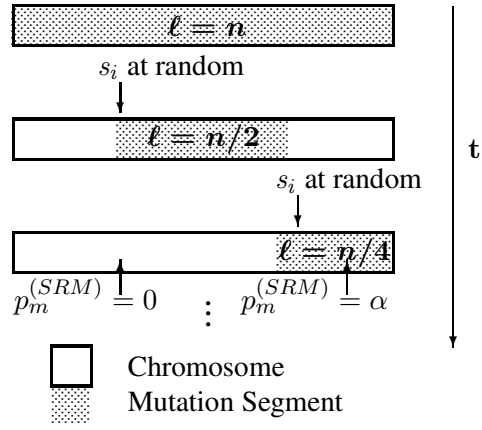 ℓ = n
s_i at random
ℓ = n/2
t
s_i at random
ℓ = n/4
p_m^{(SRM)} = 0 ⋮ p_m^{(SRM)} = α
Chromosome
Mutation Segment